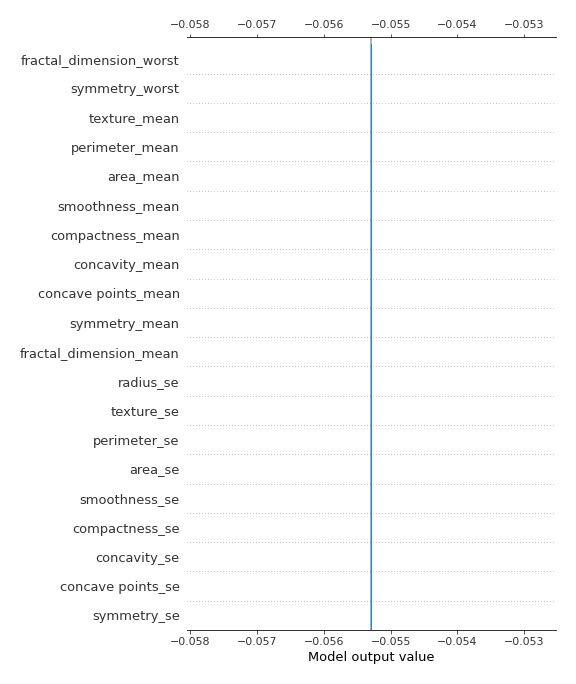 −0.058 −0.057 −0.056 −0.055 −0.054 −0.053
fractal_dimension_worst
symmetry_worst
texture_mean
perimeter_mean
area_mean
smoothness_mean
compactness_mean
concavity_mean
concave points_mean
symmetry_mean
fractal_dimension_mean
radius_se
texture_se
perimeter_se
area_se
smoothness_se
compactness_se
concavity_se
concave points_se
symmetry_se
−0.058 −0.057 −0.056 −0.055 −0.054 −0.053
Model output value